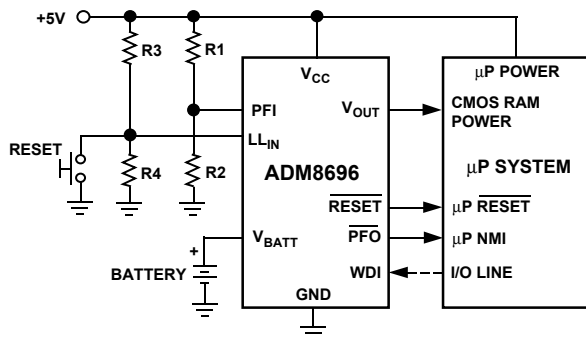 +5V
R3
R1
VCC
µP POWER
PFI
VOUT
CMOS RAM
POWER
RESET
LLIN
R4
R2
ADM8696
µP SYSTEM
RESET
µP RESET
+
VBATT
PFO
µP NMI
BATTERY
WDI
I/O LINE
GND